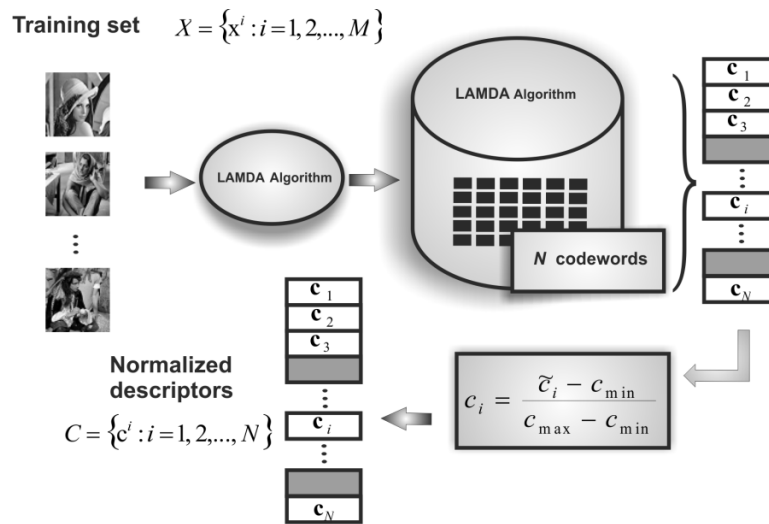 Training set
X = {x^i : i = 1, 2,..., M}
LAMDA Algorithm
LAMDA Algorithm
N codewords
c_1
c_2
c_3
⋮
c_i
⋮
c_N
c_i = (c̃_i − c_min) / (c_max − c_min)
Normalized
descriptors
C = {c^i : i = 1, 2,..., N}
c_1
c_2
c_3
⋮
c_i
⋮
c_N